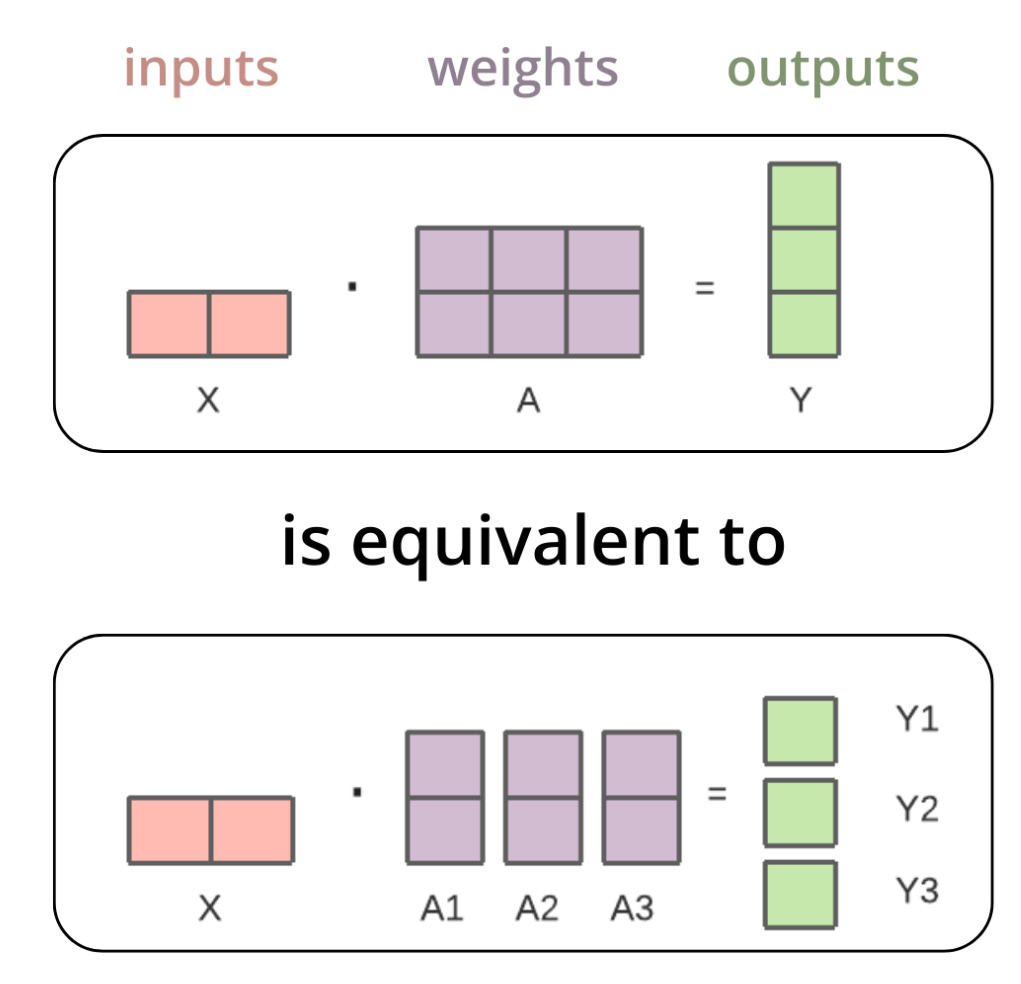 inputs weights outputs
· =
X A Y
is equivalent to
· =
X A1 A2 A3
Y1
Y2
Y3